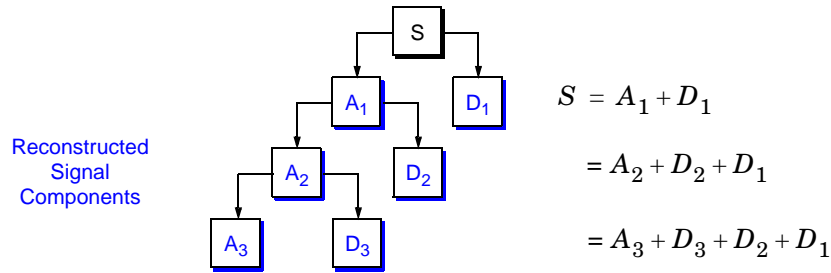 S
A₁ D₁
S = A₁ + D₁
Reconstructed
Signal
Components
A₂ D₂
= A₂ + D₂ + D₁
A₃ D₃
= A₃ + D₃ + D₂ + D₁